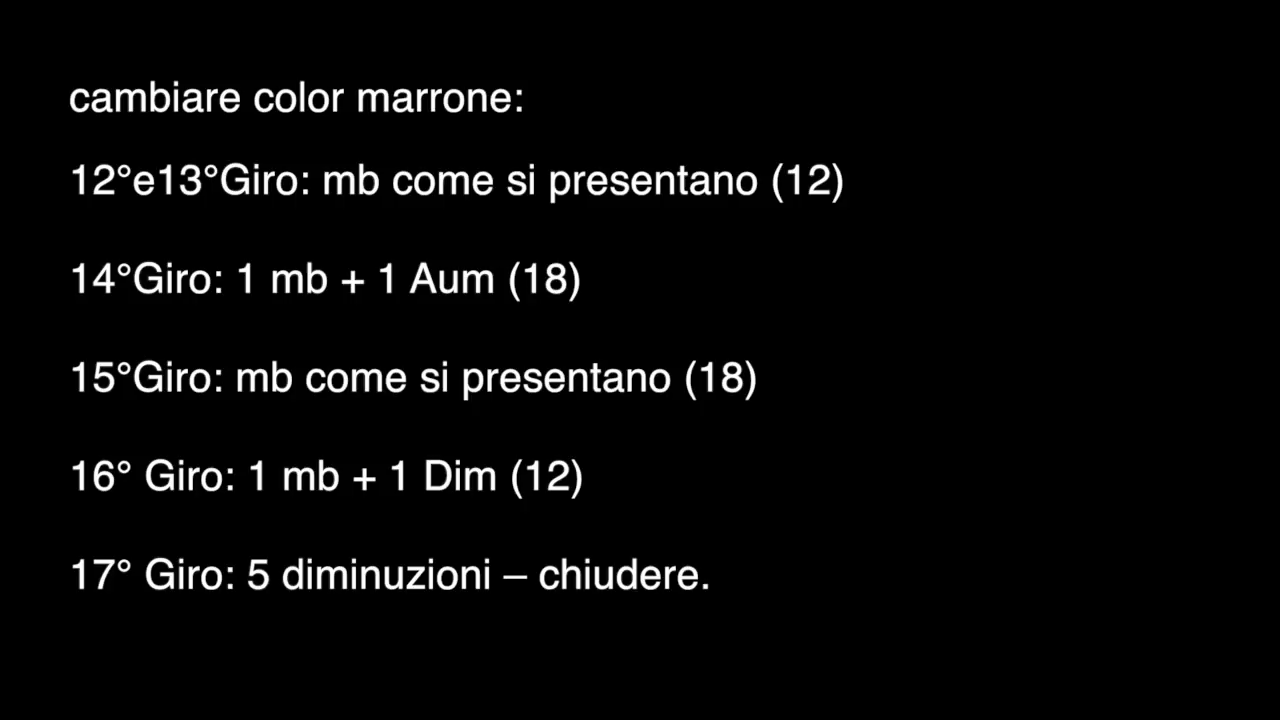 cambiare color marrone:
12°e13°Giro: mb come si presentano (12)
14°Giro: 1 mb + 1 Aum (18)
15°Giro: mb come si presentano (18)
16° Giro: 1 mb + 1 Dim (12)
17° Giro: 5 diminuzioni – chiudere.